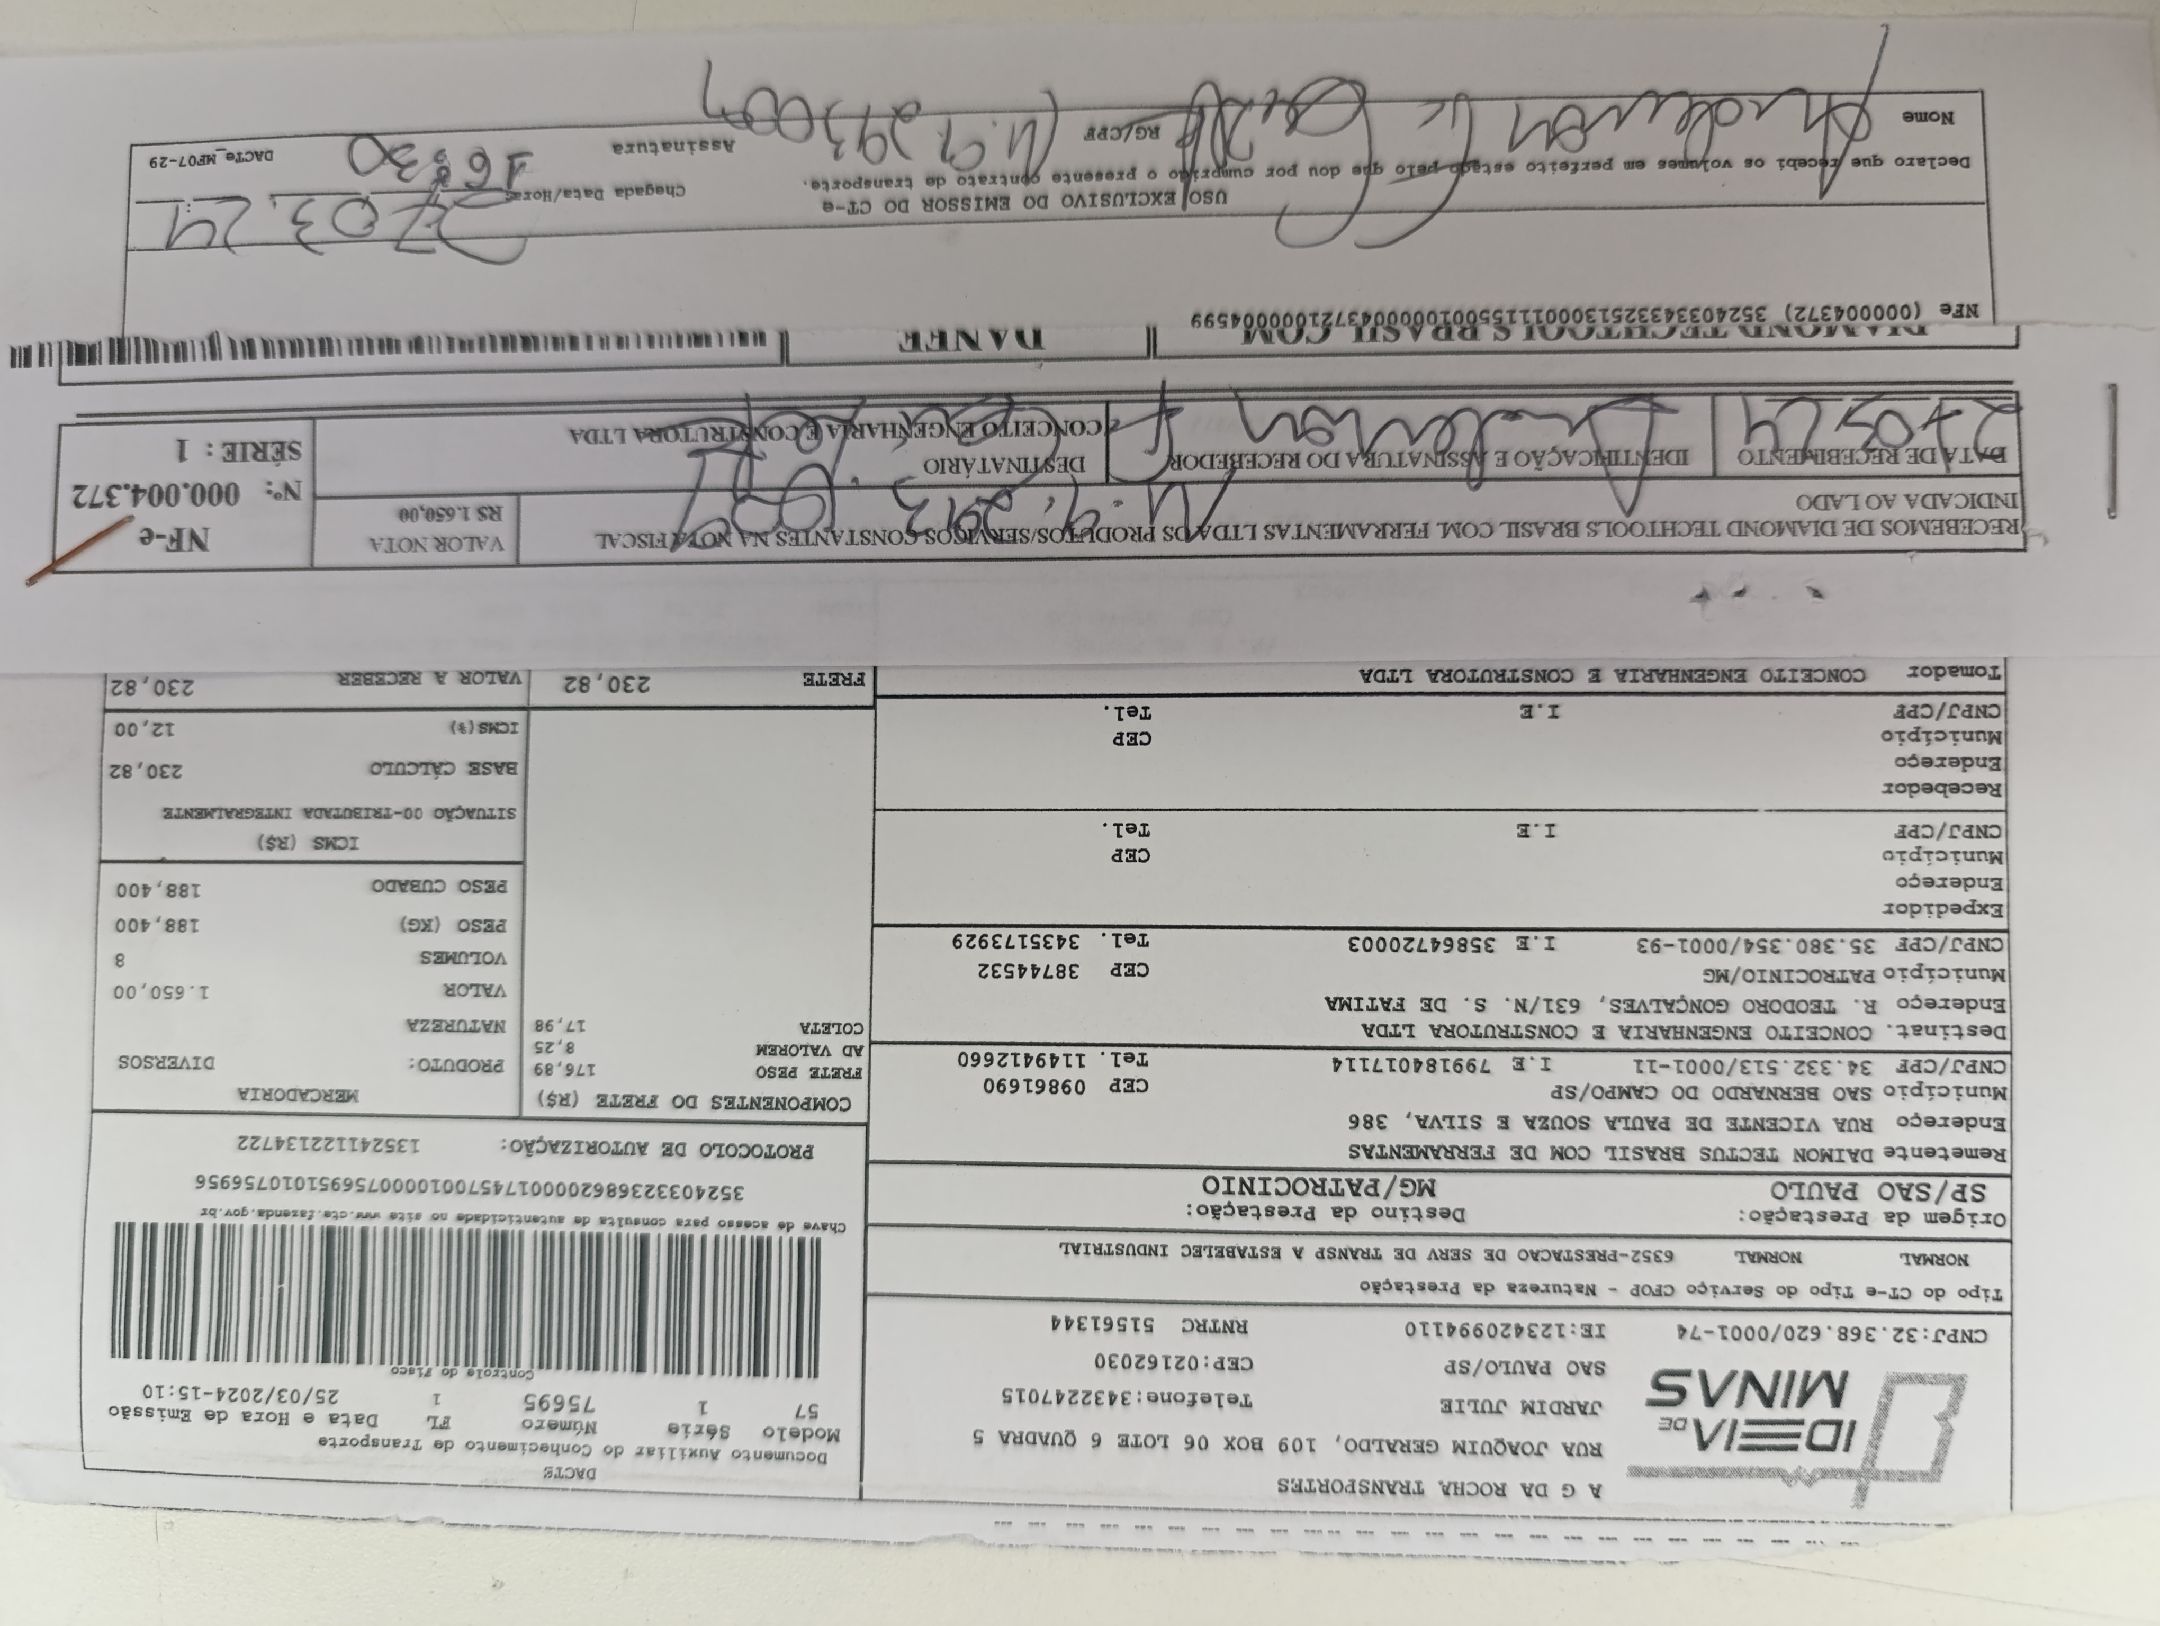 DACTE
Documento Auxiliar do Conhecimento de Transporte
Modelo Série Número FL Data e Hora de Emissão
57 1 75695 1 25/03/2024-15:10
Controle do Fisco
Chave de acesso para consulta de autenticidade no site www.cte.fazenda.gov.br
35240332368620000174570010000756951010756956
PROTOCOLO DE AUTORIZAÇÃO: 135241122134722
IDEIA DE MINAS
A G DA ROCHA TRANSPORTES
RUA JOAQUIM GERALDO, 109 BOX 06 LOTE 6 QUADRA 5
JARDIM JULIE Telefone:3432247015
SAO PAULO/SP CEP:02162030
CNPJ:32.368.620/0001-74 IE:123420994110 RNTRC 51561344
Tipo do CT-e Tipo do Serviço CFOP - Natureza da Prestação
NORMAL NORMAL 6352-PRESTACAO DE SERV DE TRANSP A ESTABELEC INDUSTRIAL
Origem da Prestação: Destino da Prestação:
SP/SAO PAULO MG/PATROCINIO
Remetente DAIMON TECTUS BRASIL COM DE FERRAMENTAS
Endereço RUA VICENTE DE PAULA SOUZA E SILVA, 386
Município SAO BERNARDO DO CAMPO/SP CEP 09861690
CNPJ/CPF 34.332.513/0001-11 I.E 799184017114 Tel. 1149412660
Destinat. CONCEITO ENGENHARIA E CONSTRUTORA LTDA
Endereço R. TEODORO GONÇALVES, 631/N. S. DE FATIMA
Município PATROCINIO/MG CEP 38744532
CNPJ/CPF 35.380.354/0001-93 I.E 35864720003 Tel. 3435173929
Expedidor
Endereço
Município CEP
CNPJ/CPF I.E Tel.
Recebedor
Endereço
Município CEP
CNPJ/CPF I.E Tel.
Tomador CONCEITO ENGENHARIA E CONSTRUTORA LTDA
COMPONENTES DO FRETE (R$)
FRETE PESO 176,89
AD VALOREM 8,25
COLETA 17,98
FRETE 230,82
MERCADORIA
PRODUTO: DIVERSOS
NATUREZA
VALOR 1.650,00
VOLUMES 8
PESO (KG) 188,400
PESO CUBADO 188,400
ICMS (R$)
SITUAÇÃO 00-TRIBUTADA INTEGRALMENTE
BASE CÁLCULO 230,82
ICMS(%) 12,00
VALOR A RECEBER 230,82
RECEBEMOS DE DIAMOND TECHTOOLS BRASIL COM. FERRAMENTAS LTDA OS PRODUTOS/SERVIÇOS CONSTANTES NA NOTA FISCAL
INDICADA AO LADO
VALOR NOTA
R$ 1.650,00
NF-e
Nº: 000.004.372
SÉRIE : 1
DATA DE RECEBIMENTO
27 03 24
IDENTIFICAÇÃO E ASSINATURA DO RECEBEDOR
DESTINATÁRIO
CONCEITO ENGENHARIA E CONSTRUTORA LTDA
DIAMOND TECHTOOLS BRASIL COM DANFE
NFe (000004372) 35240334332513000111550010000043721000004599
USO EXCLUSIVO DO EMISSOR DO CT-e
Declaro que recebi os volumes em perfeito estado pelo que dou por cumprido o presente contrato de transporte.
Nome
RG/CPF
Chegada Data/Hora: 27 03 24
16:30
Assinatura
DACTe_MF07-29